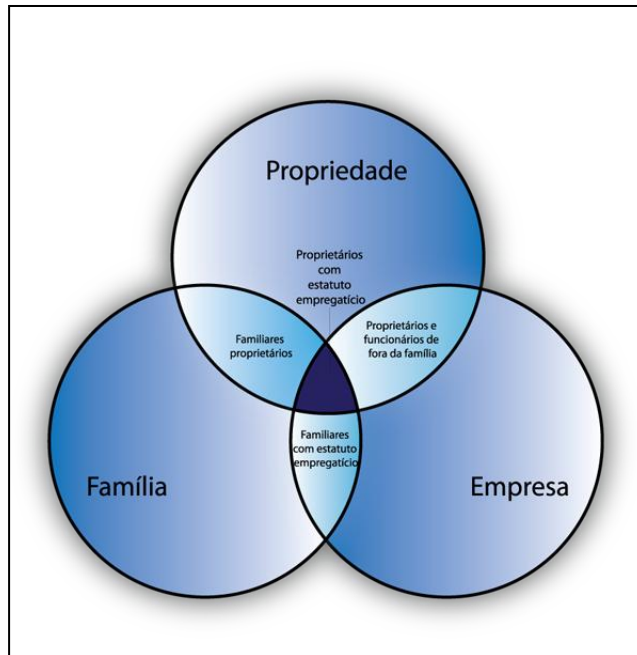 Propriedade
Proprietários
com
estatuto
empregatício
Familiares
proprietários
Proprietários e
funcionários de
fora da família
Familiares
com estatuto
empregatício
Família
Empresa